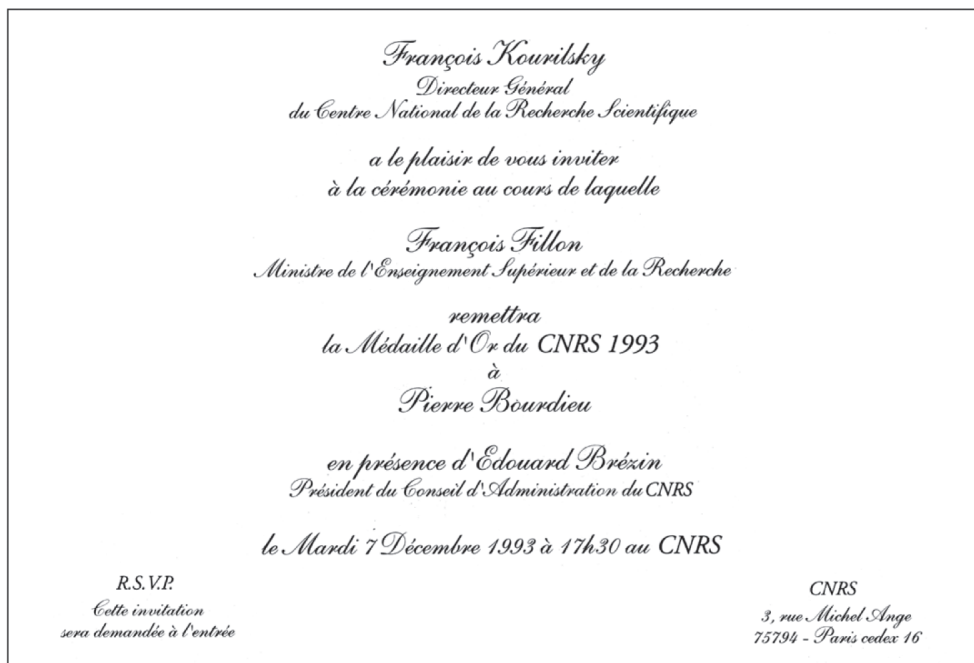 François Kourilsky
Directeur Général
du Centre National de la Recherche Scientifique
a le plaisir de vous inviter
à la cérémonie au cours de laquelle
François Fillon
Ministre de l'Enseignement Supérieur et de la Recherche
remettra
la Médaille d'Or du CNRS 1993
à
Pierre Bourdieu
en présence d'Edouard Brézin
Président du Conseil d'Administration du CNRS
le Mardi 7 Décembre 1993 à 17h30 au CNRS
R.S.V.P.
Cette invitation
sera demandée à l'entrée
CNRS
3, rue Michel Ange
75794 - Paris cedex 16